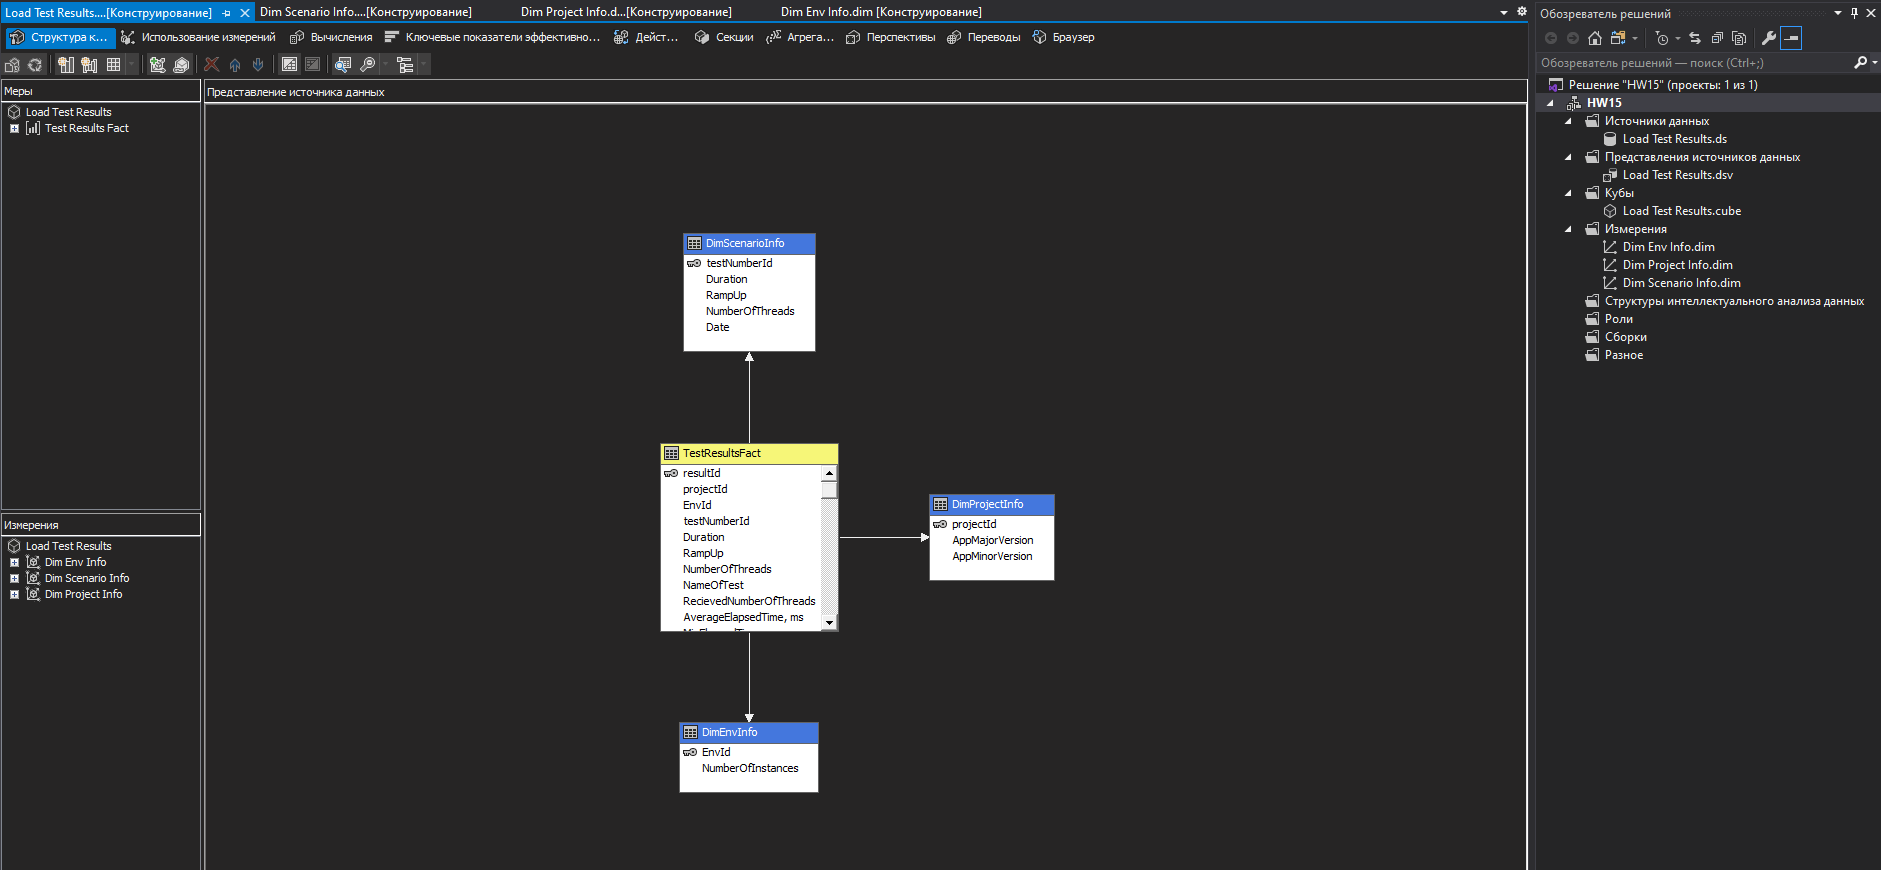 Load Test Results....[Конструирование]
Dim Scenario Info....[Конструирование]
Dim Project Info.d...[Конструирование]
Dim Env Info.dim [Конструирование]
Структура к...
Использование измерений
Вычисления
Ключевые показатели эффективно...
Дейст...
Секции
Агрега...
Перспективы
Переводы
Браузер
Меры
Load Test Results
Test Results Fact
Измерения
Load Test Results
Dim Env Info
Dim Scenario Info
Dim Project Info
Представление источника данных
DimScenarioInfo
testNumberId
Duration
RampUp
NumberOfThreads
Date
TestResultsFact
resultId
projectId
EnvId
testNumberId
Duration
RampUp
NumberOfThreads
NameOfTest
RecievedNumberOfThreads
AverageElapsedTime, ms
DimProjectInfo
projectId
AppMajorVersion
AppMinorVersion
DimEnvInfo
EnvId
NumberOfInstances
Обозреватель решений
Обозреватель решений — поиск (Ctrl+;)
Решение "HW15" (проекты: 1 из 1)
HW15
Источники данных
Load Test Results.ds
Представления источников данных
Load Test Results.dsv
Кубы
Load Test Results.cube
Измерения
Dim Env Info.dim
Dim Project Info.dim
Dim Scenario Info.dim
Структуры интеллектуального анализа данных
Роли
Сборки
Разное